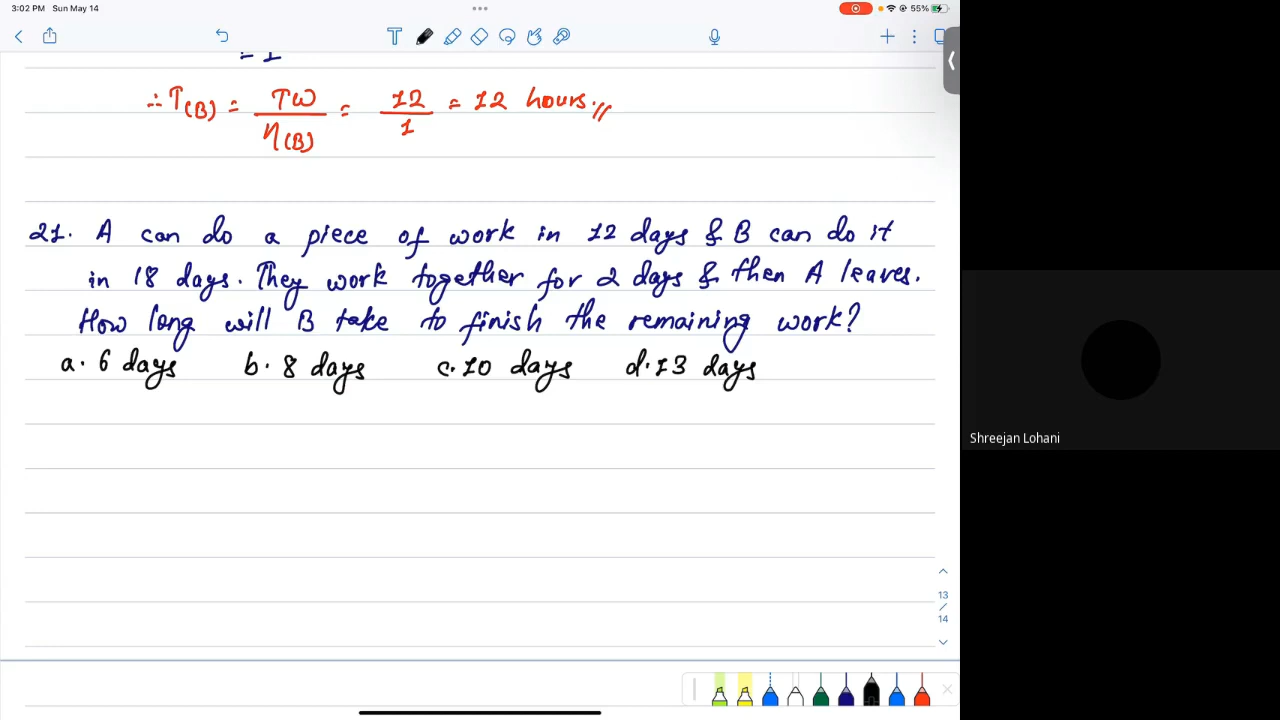 3:02 PM Sun May 14
55%
= 1
∴ T(B) = TW / η(B) = 12 / 1 = 12 hours.//
21. A can do a piece of work in 12 days & B can do it
in 18 days. They work together for 2 days & then A leaves.
How long will B take to finish the remaining work?
a. 6 days b. 8 days c. 10 days d. 13 days
Shreejan Lohani
13
/
14